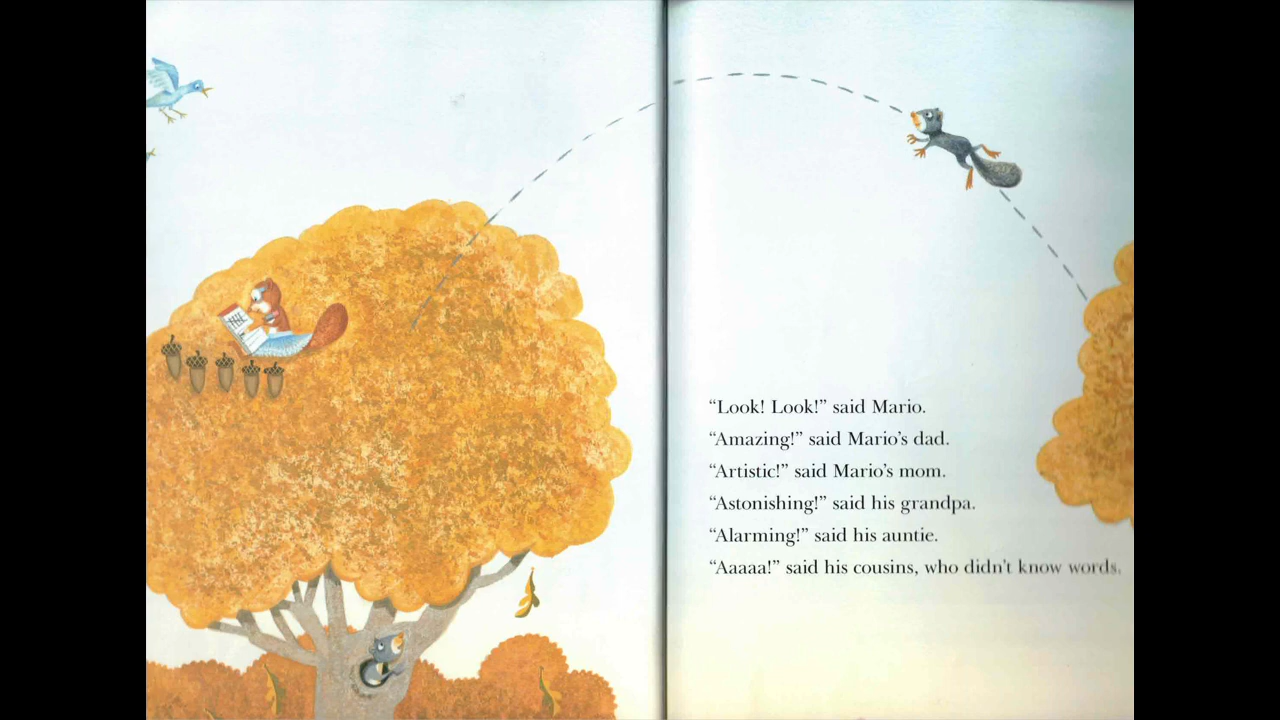 “Look! Look!” said Mario.
“Amazing!” said Mario’s dad.
“Artistic!” said Mario’s mom.
“Astonishing!” said his grandpa.
“Alarming!” said his auntie.
“Aaaaa!” said his cousins, who didn't know words.